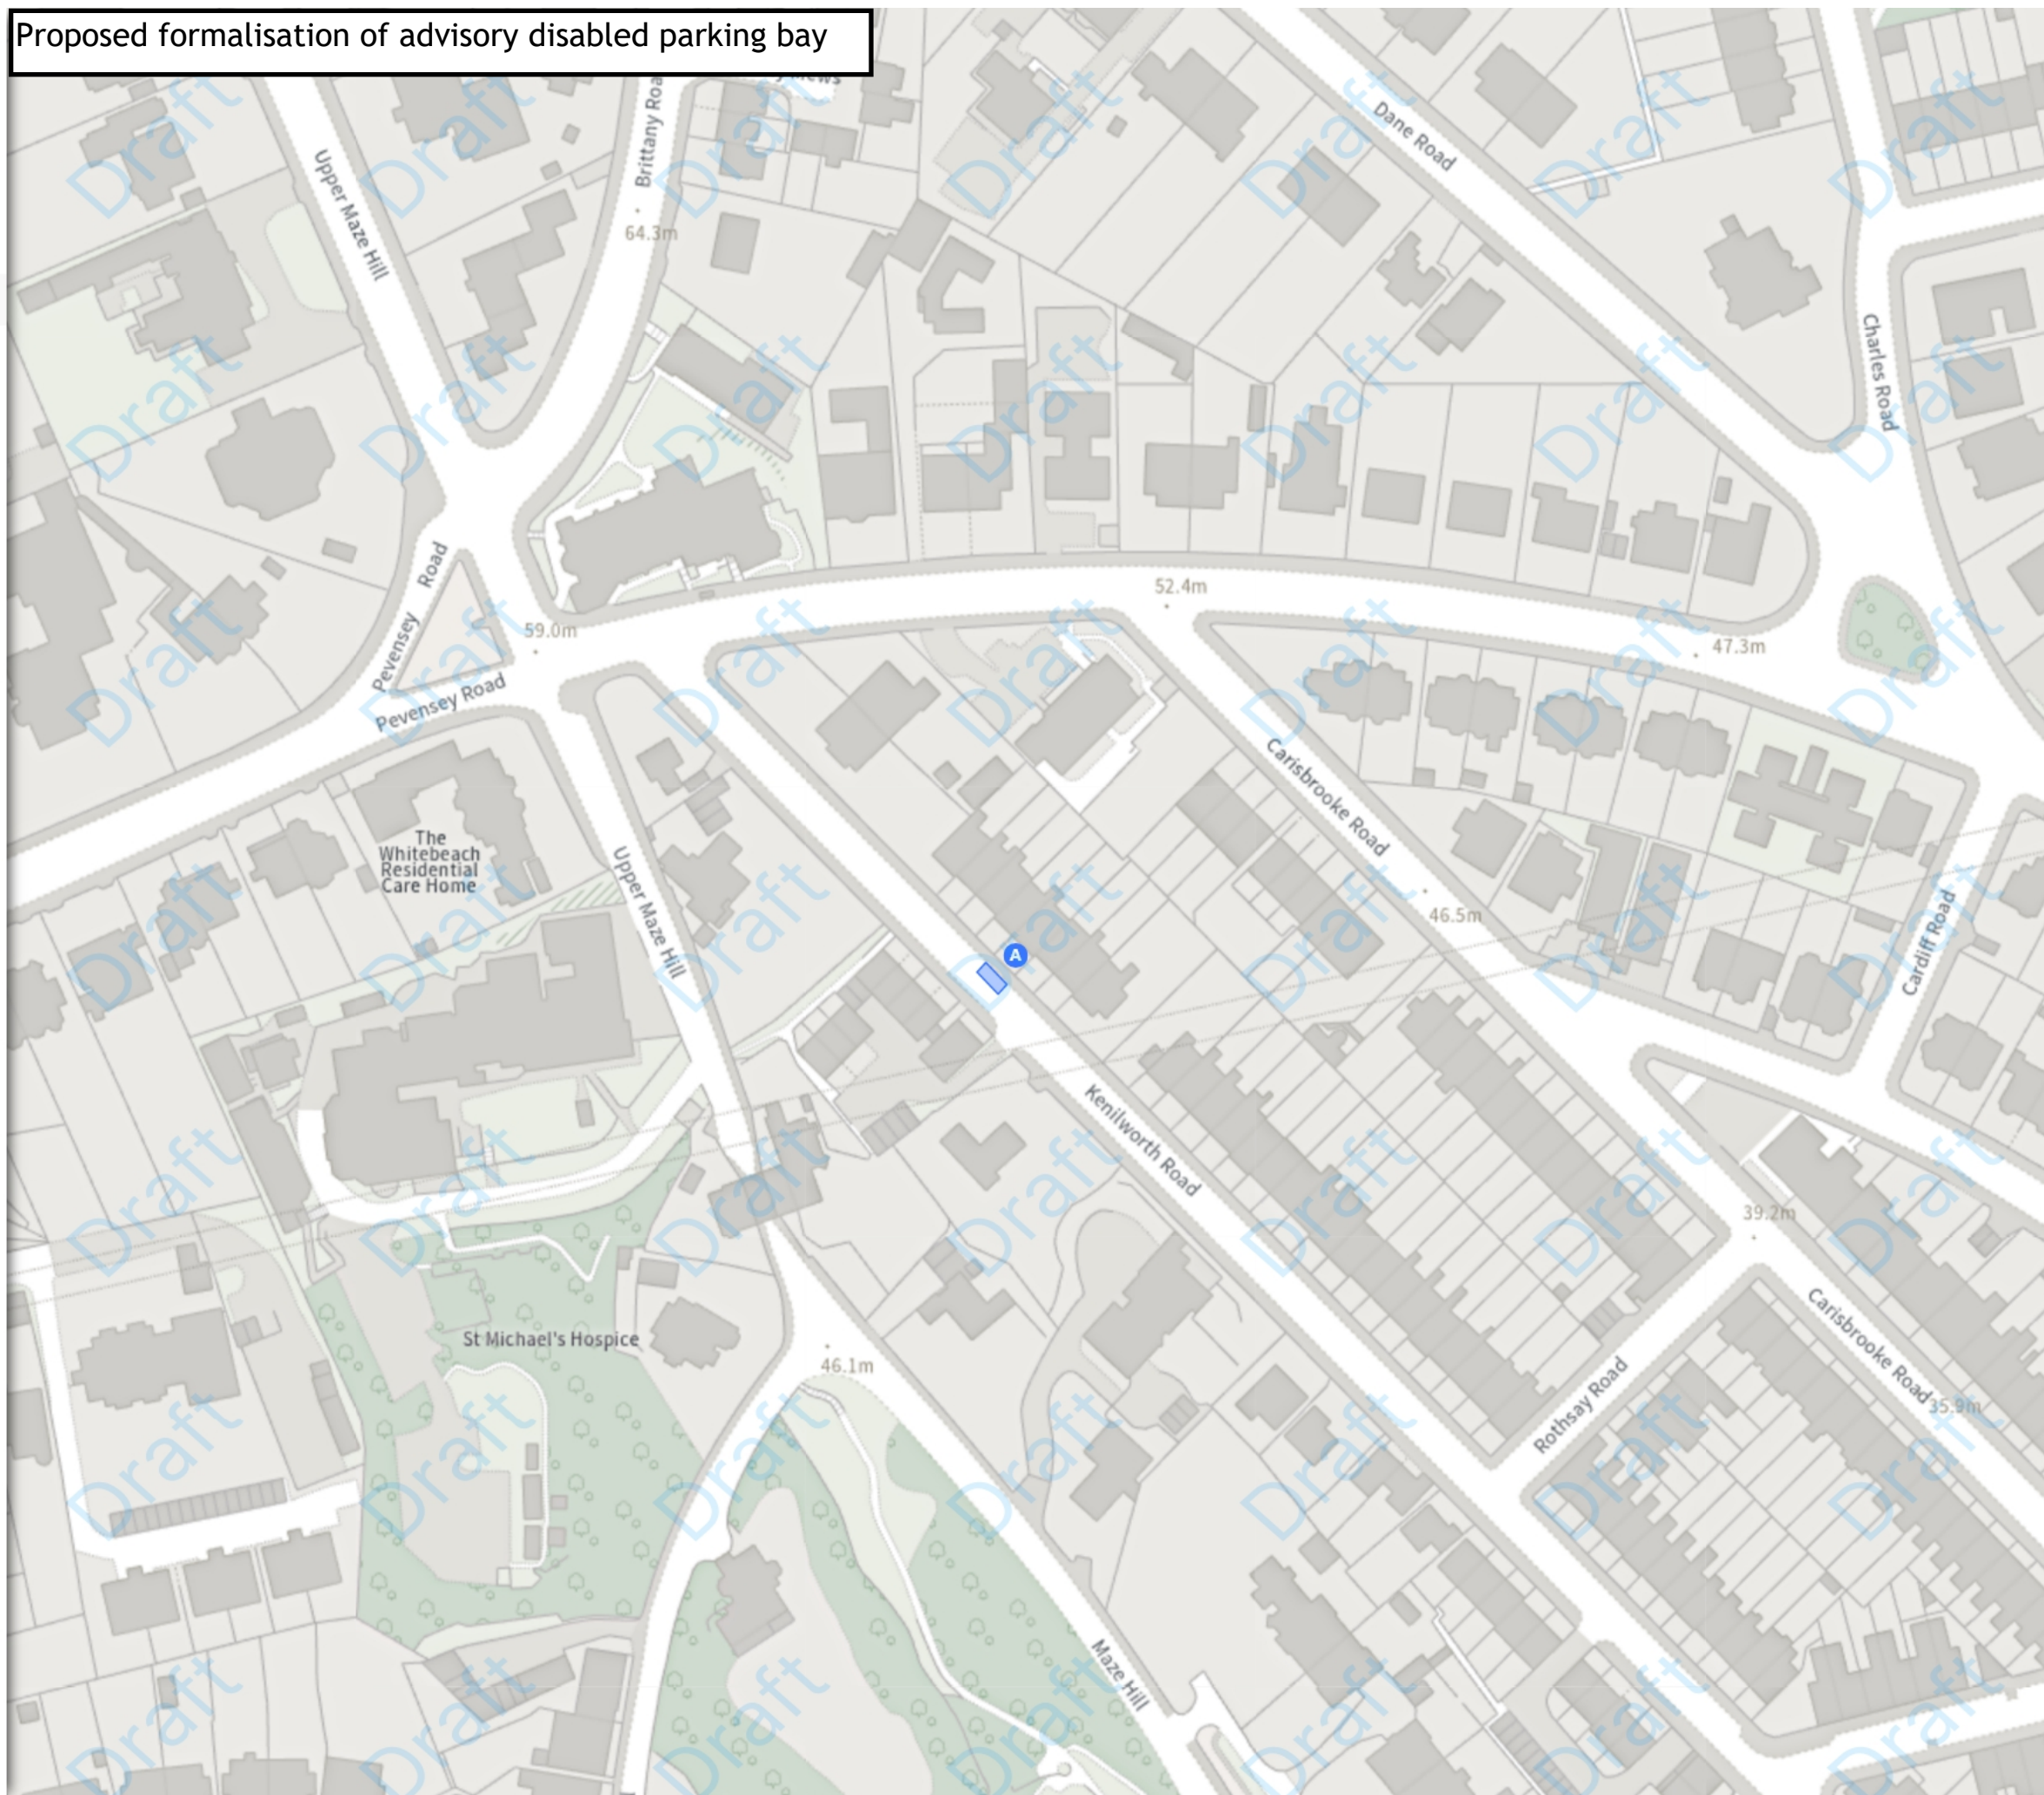 Proposed formalisation of advisory disabled parking bay
Dane Road
Brittany Roa
Upper Maze Hill
64.3m
Charles Road
Pevensey Road
52.4m
59.0m
47.3m
Pevensey Road
Carisbrooke Road
The
Whitebeach
Residential
Care Home
Upper Maze Hill
46.5m
Cardiff Road
A
Kenilworth Road
39.2m
St Michael's Hospice
46.1m
Carisbrooke Road
35.9m
Rothsay Road
Maze Hill
Draft